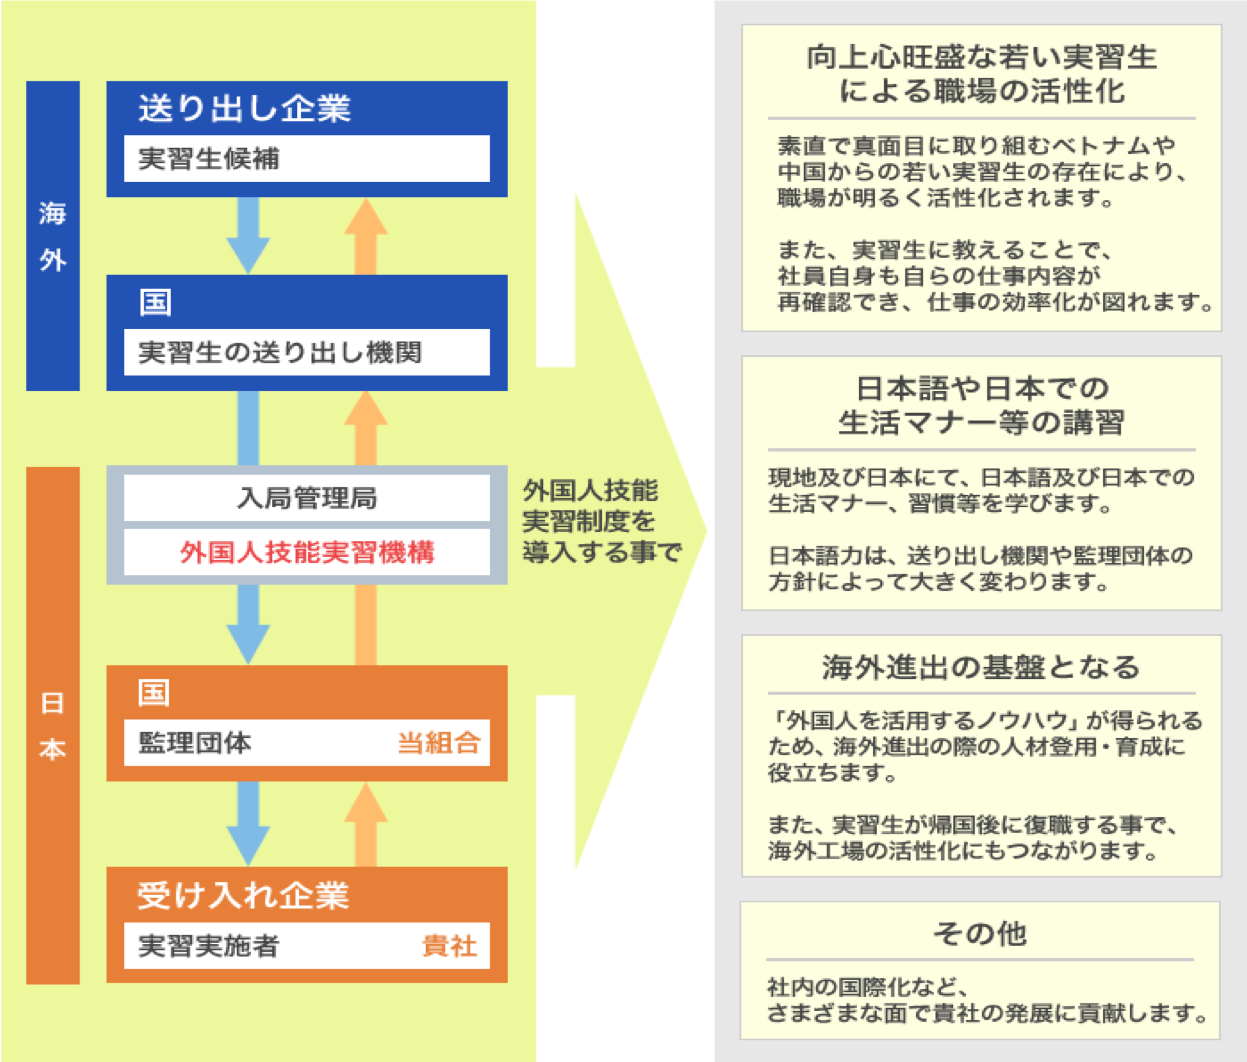 海
外
送り出し企業
実習生候補
国
実習生の送り出し機関
日
本
入局管理局
外国人技能実習機構
国
監理団体 当組合
受け入れ企業
実習実施者 貴社
外国人技能
実習制度を
導入する事で
向上心旺盛な若い実習生
による職場の活性化
素直で真面目に取り組むベトナムや
中国からの若い実習生の存在により、
職場が明るく活性化されます。
また、実習生に教えることで、
社員自身も自らの仕事内容が
再確認でき、仕事の効率化が図れます。
日本語や日本での
生活マナー等の講習
現地及び日本にて、日本語及び日本での
生活マナー、習慣等を学びます。
日本語力は、送り出し機関や監理団体の
方針によって大きく変わります。
海外進出の基盤となる
「外国人を活用するノウハウ」が得られる
ため、海外進出の際の人材登用・育成に
役立ちます。
また、実習生が帰国後に復職する事で、
海外工場の活性化にもつながります。
その他
社内の国際化など、
さまざまな面で貴社の発展に貢献します。